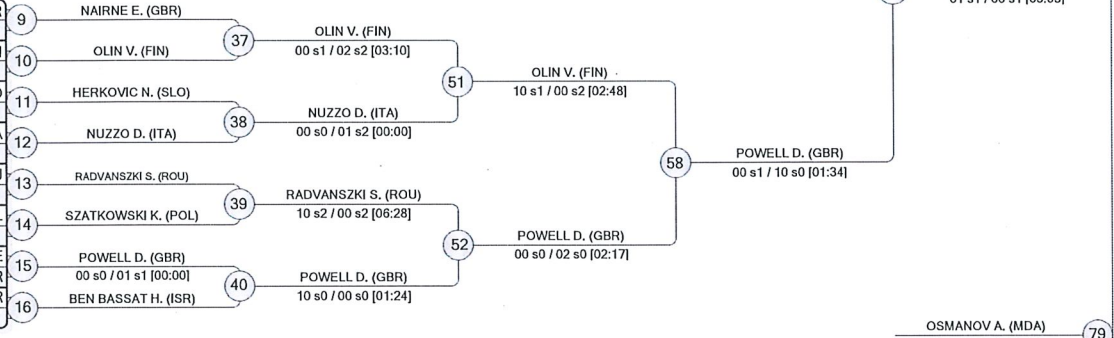 9
NAIRNE E. (GBR)
37
OLIN V. (FIN)
00 s1 / 02 s2 [03:10]
10
OLIN V. (FIN)
51
OLIN V. (FIN)
10 s1 / 00 s2 [02:48]
11
HERKOVIC N. (SLO)
38
NUZZO D. (ITA)
00 s0 / 01 s2 [00:00]
12
NUZZO D. (ITA)
58
POWELL D. (GBR)
00 s1 / 10 s0 [01:34]
13
RADVANSZKI S. (ROU)
39
RADVANSZKI S. (ROU)
10 s2 / 00 s2 [06:28]
14
SZATKOWSKI K. (POL)
52
POWELL D. (GBR)
00 s0 / 02 s0 [02:17]
15
POWELL D. (GBR)
00 s0 / 01 s1 [00:00]
40
POWELL D. (GBR)
10 s0 / 00 s0 [01:24]
16
BEN BASSAT H. (ISR)
OSMANOV A. (MDA)
79